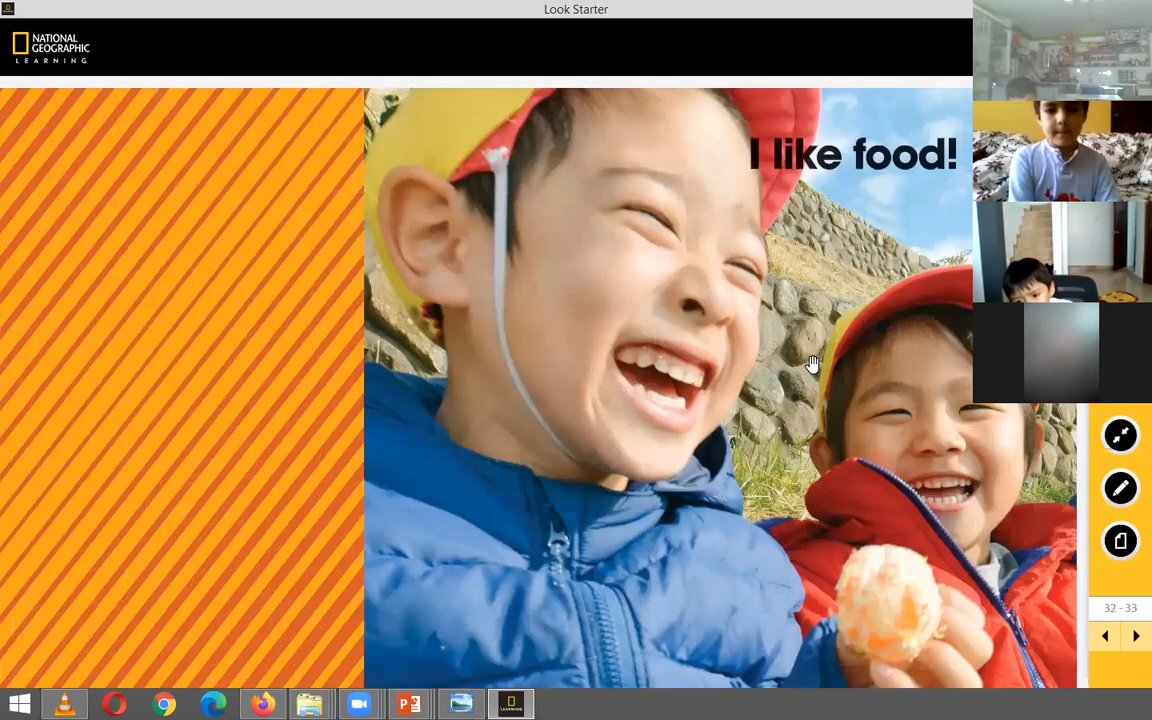 Look Starter
NATIONAL
GEOGRAPHIC
LEARNING
I like food!
32 - 33